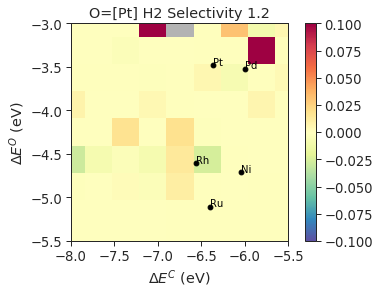 O=[Pt] H2 Selectivity 1.2
−3.0
−3.5
−4.0
−4.5
−5.0
−5.5
ΔE^O (eV)
Pt
Pd
Rh
Ni
Ru
−8.0 −7.5 −7.0 −6.5 −6.0 −5.5
ΔE^C (eV)
0.100
0.075
0.050
0.025
0.000
−0.025
−0.050
−0.075
−0.100